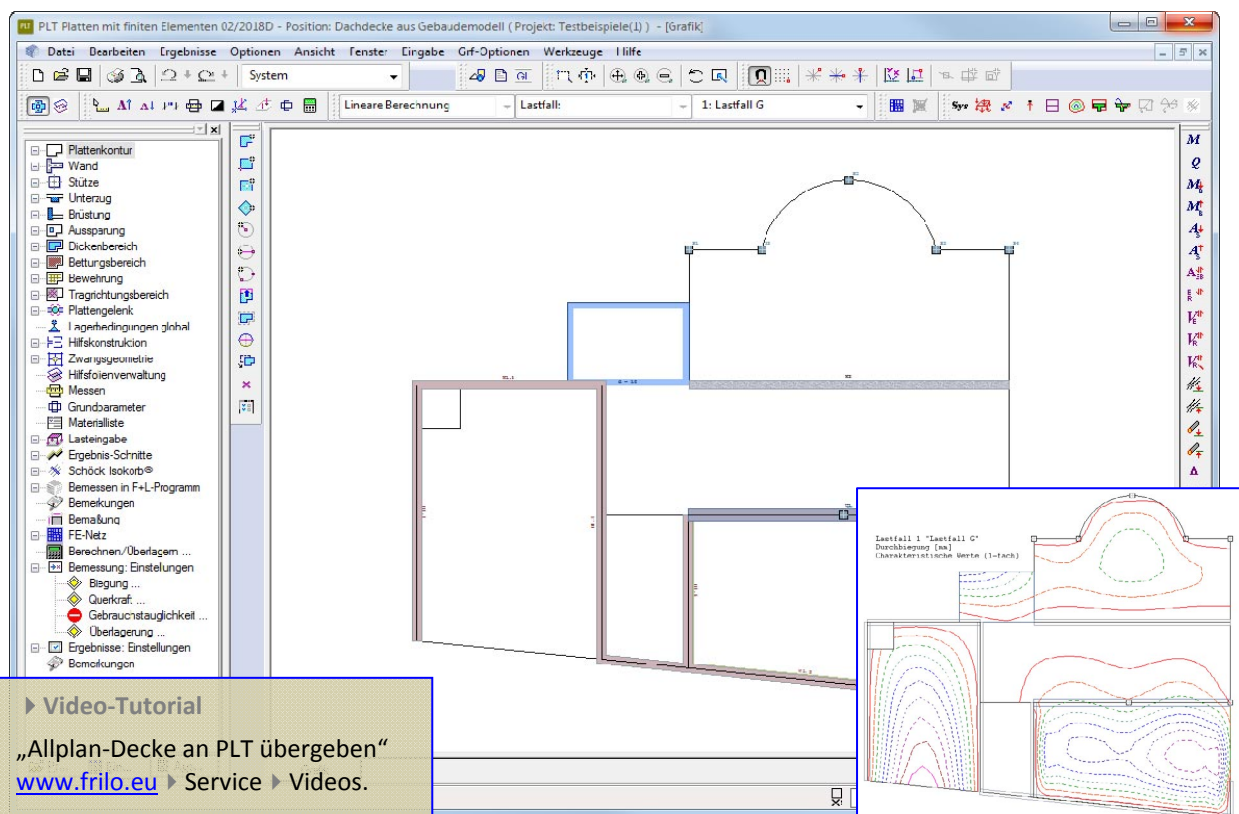 PLT Platten mit finiten Elementen 02/2018D - Position: Dachdecke aus Gebäudemodell ( Projekt: Testbeispiele(1) ) - [Grafik]
Datei Bearbeiten Ergebnisse Optionen Ansicht Fenster Eingabe Grf-Optionen Werkzeuge Hilfe
System
Lineare Berechnung
Lastfall:
1: Lastfall G
Plattenkontur
Wand
Stütze
Unterzug
Brüstung
Aussparung
Dickenbereich
Bettungsbereich
Bewehrung
Tragrichtungsbereich
Plattengelenk
Lagerbedingungen global
Hilfskonstruktion
Zwangsgeometrie
Hilfsfolienverwaltung
Messen
Grundparameter
Materialliste
Lasteingabe
Ergebnis-Schnitte
Schöck Isokorb®
Bemessen in F+L-Programm
Bemerkungen
Bemaßung
FE-Netz
Berechnen/Überlagern ...
Bemessung: Einstellungen
Biegung ...
Querkraft ...
Gebrauchstauglichkeit ...
Überlagerung ...
Ergebnisse: Einstellungen
Bemerkungen
Lastfall 1 "Lastfall G"
Durchbiegung [mm]
Charakteristische Werte (1-fach)
Video-Tutorial
„Allplan-Decke an PLT übergeben“
www.frilo.eu Service Videos.